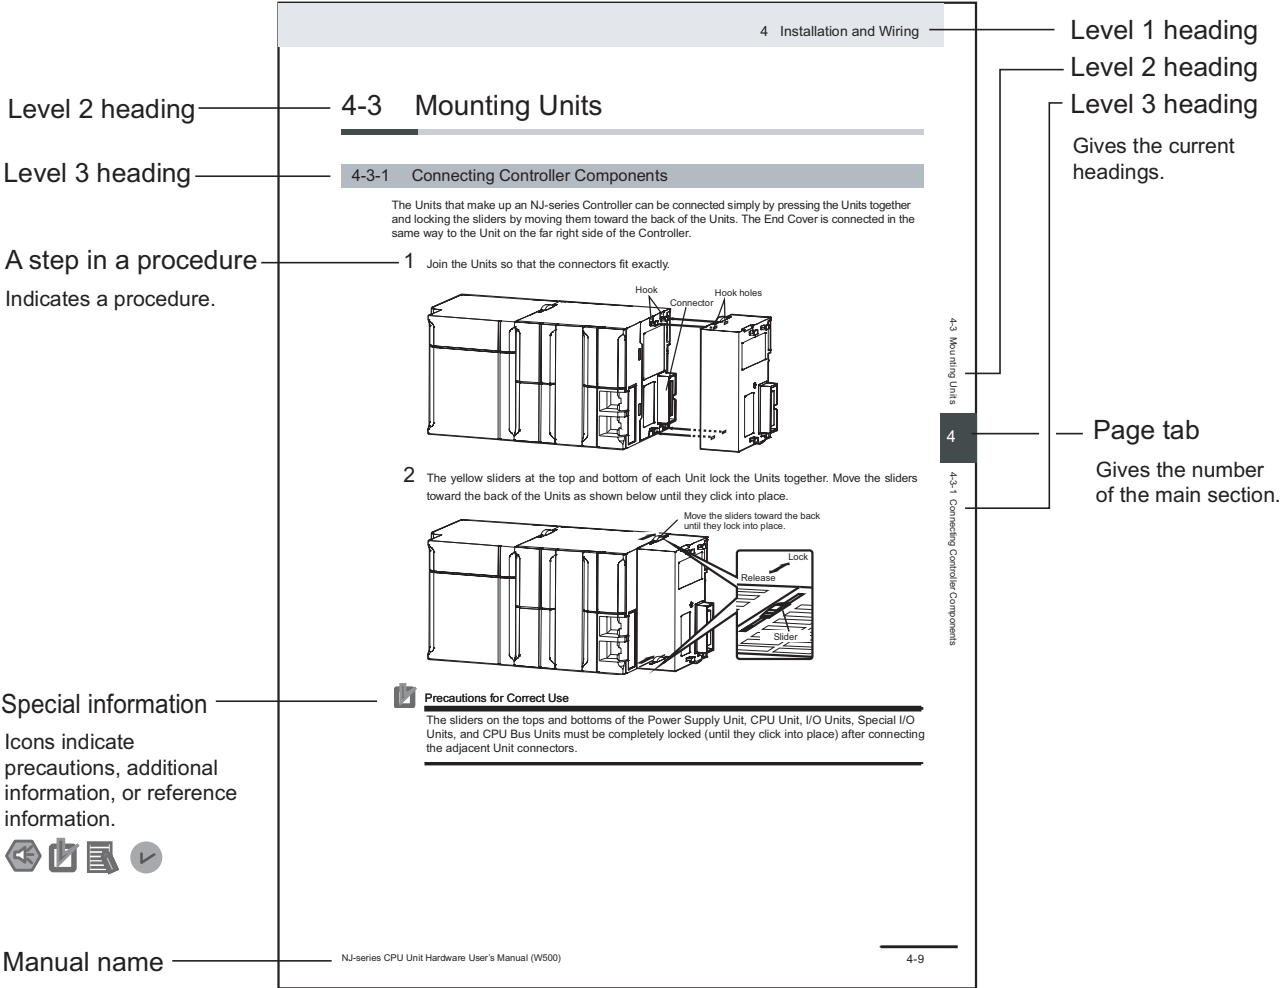 4 Installation and Wiring
Level 1 heading
Level 2 heading
Level 3 heading
Gives the current
headings.
Level 2 heading
4-3 Mounting Units
Level 3 heading
4-3-1 Connecting Controller Components
The Units that make up an NJ-series Controller can be connected simply by pressing the Units together
and locking the sliders by moving them toward the back of the Units. The End Cover is connected in the
same way to the Unit on the far right side of the Controller.
A step in a procedure
Indicates a procedure.
1 Join the Units so that the connectors fit exactly.
Hook
Connector
Hook holes
4-3 Mounting Units
4
Page tab
Gives the number
of the main section.
4-3-1 Connecting Controller Components
2 The yellow sliders at the top and bottom of each Unit lock the Units together. Move the sliders
toward the back of the Units as shown below until they click into place.
Move the sliders toward the back
until they lock into place.
Lock
Release
Slider
Special information
Icons indicate
precautions, additional
information, or reference
information.
Precautions for Correct Use
The sliders on the tops and bottoms of the Power Supply Unit, CPU Unit, I/O Units, Special I/O
Units, and CPU Bus Units must be completely locked (until they click into place) after connecting
the adjacent Unit connectors.
Manual name
NJ-series CPU Unit Hardware User's Manual (W500)
4-9